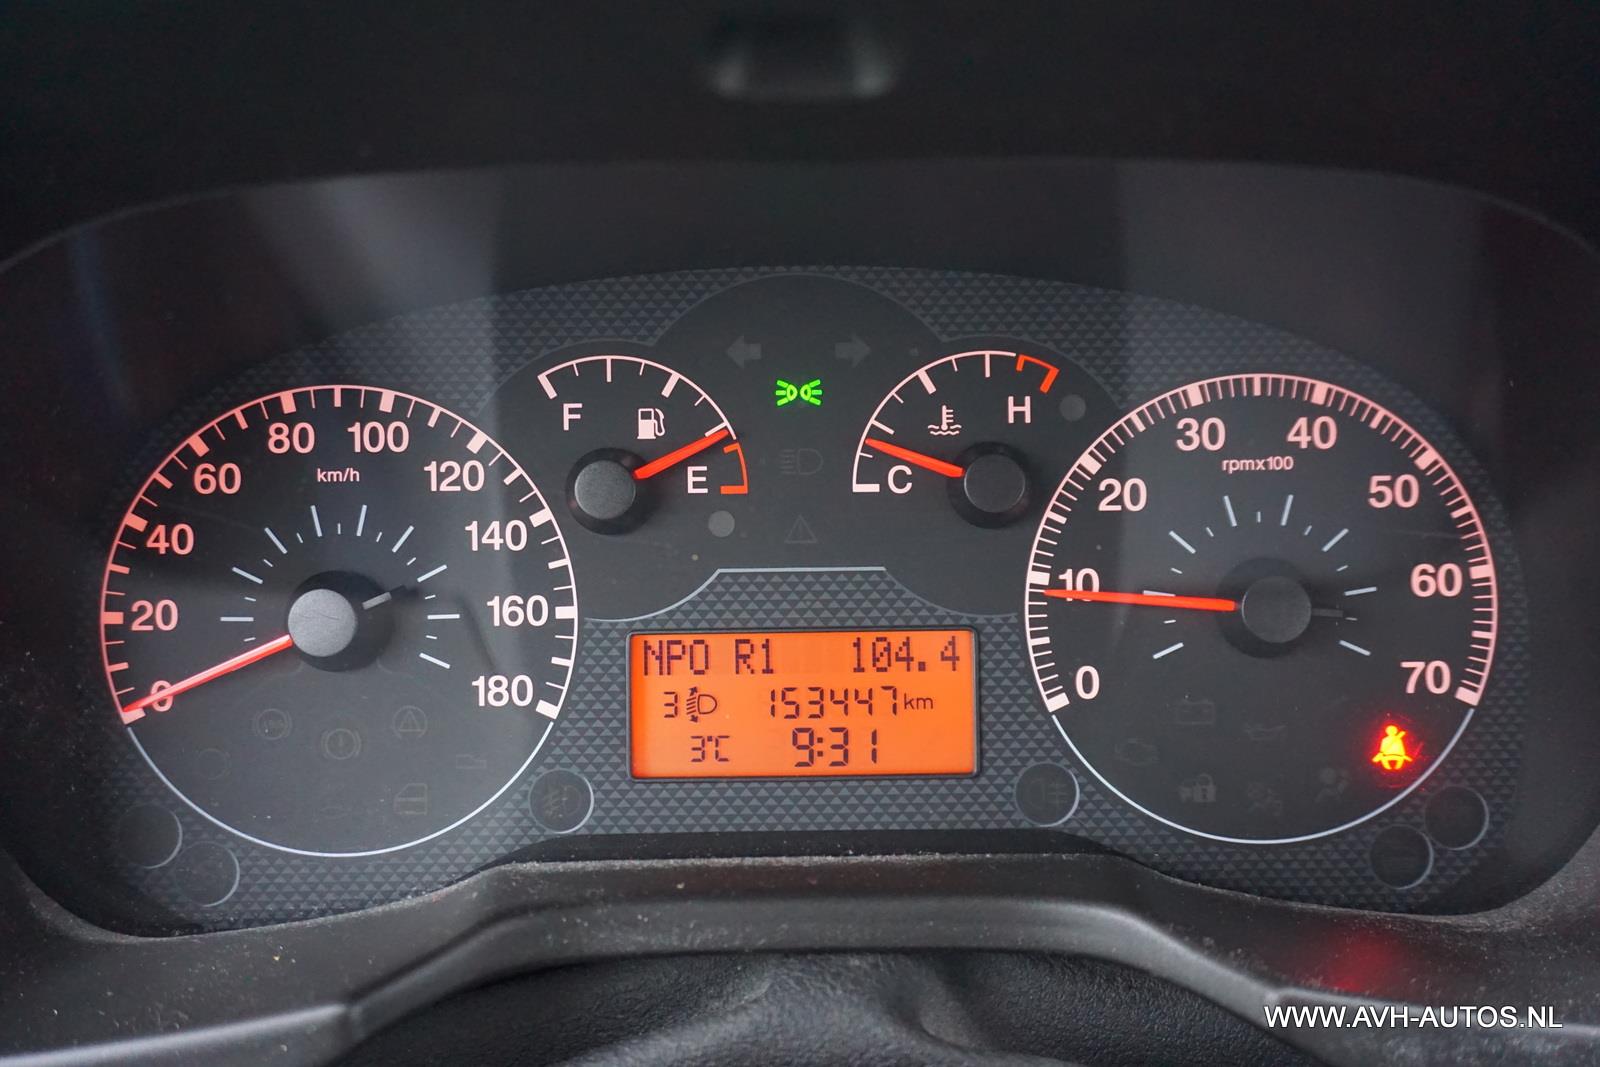 80 100
60 km/h 120
40 140
20 160
0 180
F
E
H
C
30 40
rpmx100
20 50
10 60
0 70
NPO R1 104.4
3 153447 km
3°C 9:31
WWW.AVH-AUTOS.NL